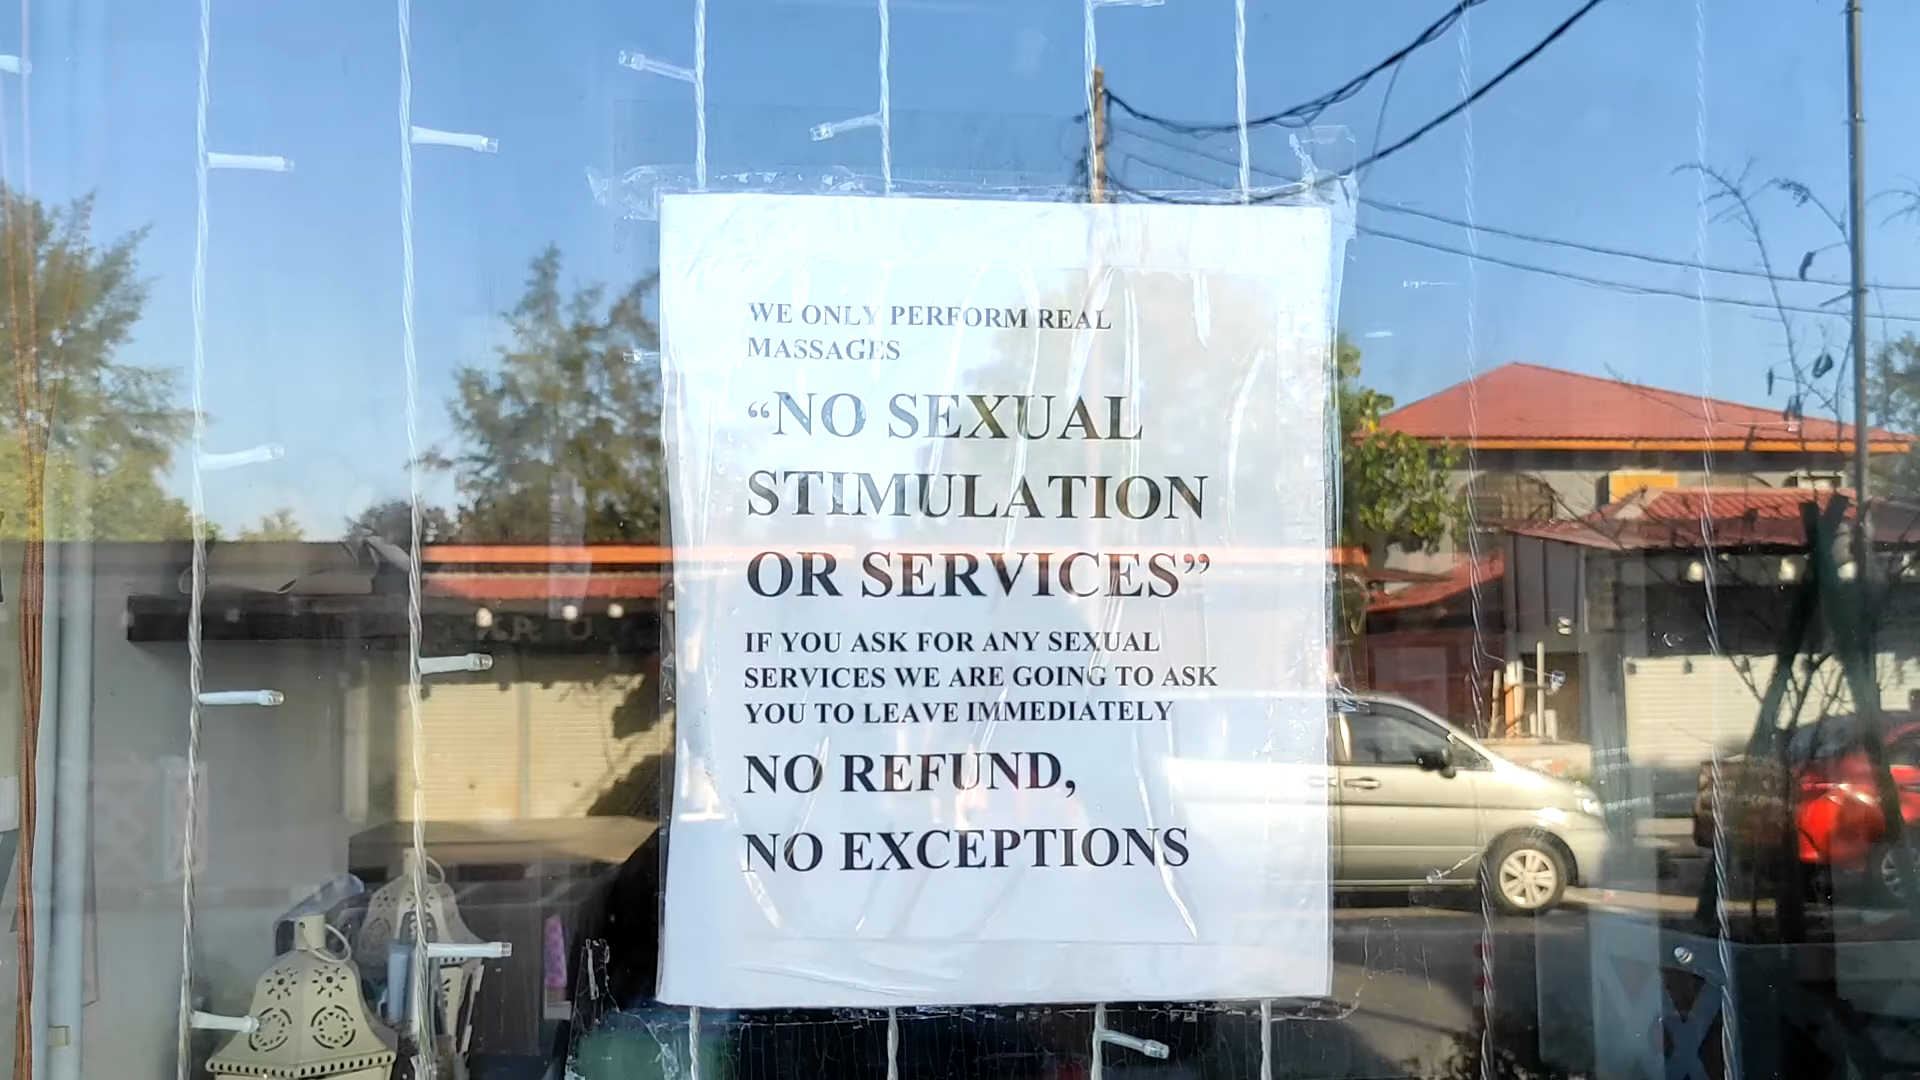 WE ONLY PERFORM REAL
MASSAGES
“NO SEXUAL
STIMULATION
OR SERVICES”
IF YOU ASK FOR ANY SEXUAL
SERVICES WE ARE GOING TO ASK
YOU TO LEAVE IMMEDIATELY
NO REFUND,
NO EXCEPTIONS